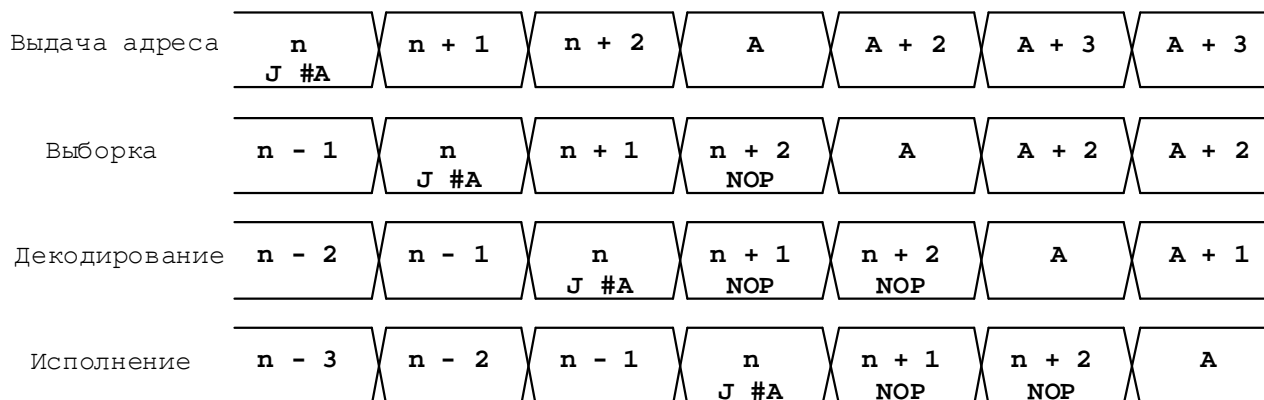 Выдача адреса n n + 1 n + 2 A A + 2 A + 3 A + 3
J #A
Выборка n - 1 n n + 1 n + 2 A A + 2 A + 2
J #A NOP
Декодирование n - 2 n - 1 n n + 1 n + 2 A A + 1
J #A NOP NOP
Исполнение n - 3 n - 2 n - 1 n n + 1 n + 2 A
J #A NOP NOP